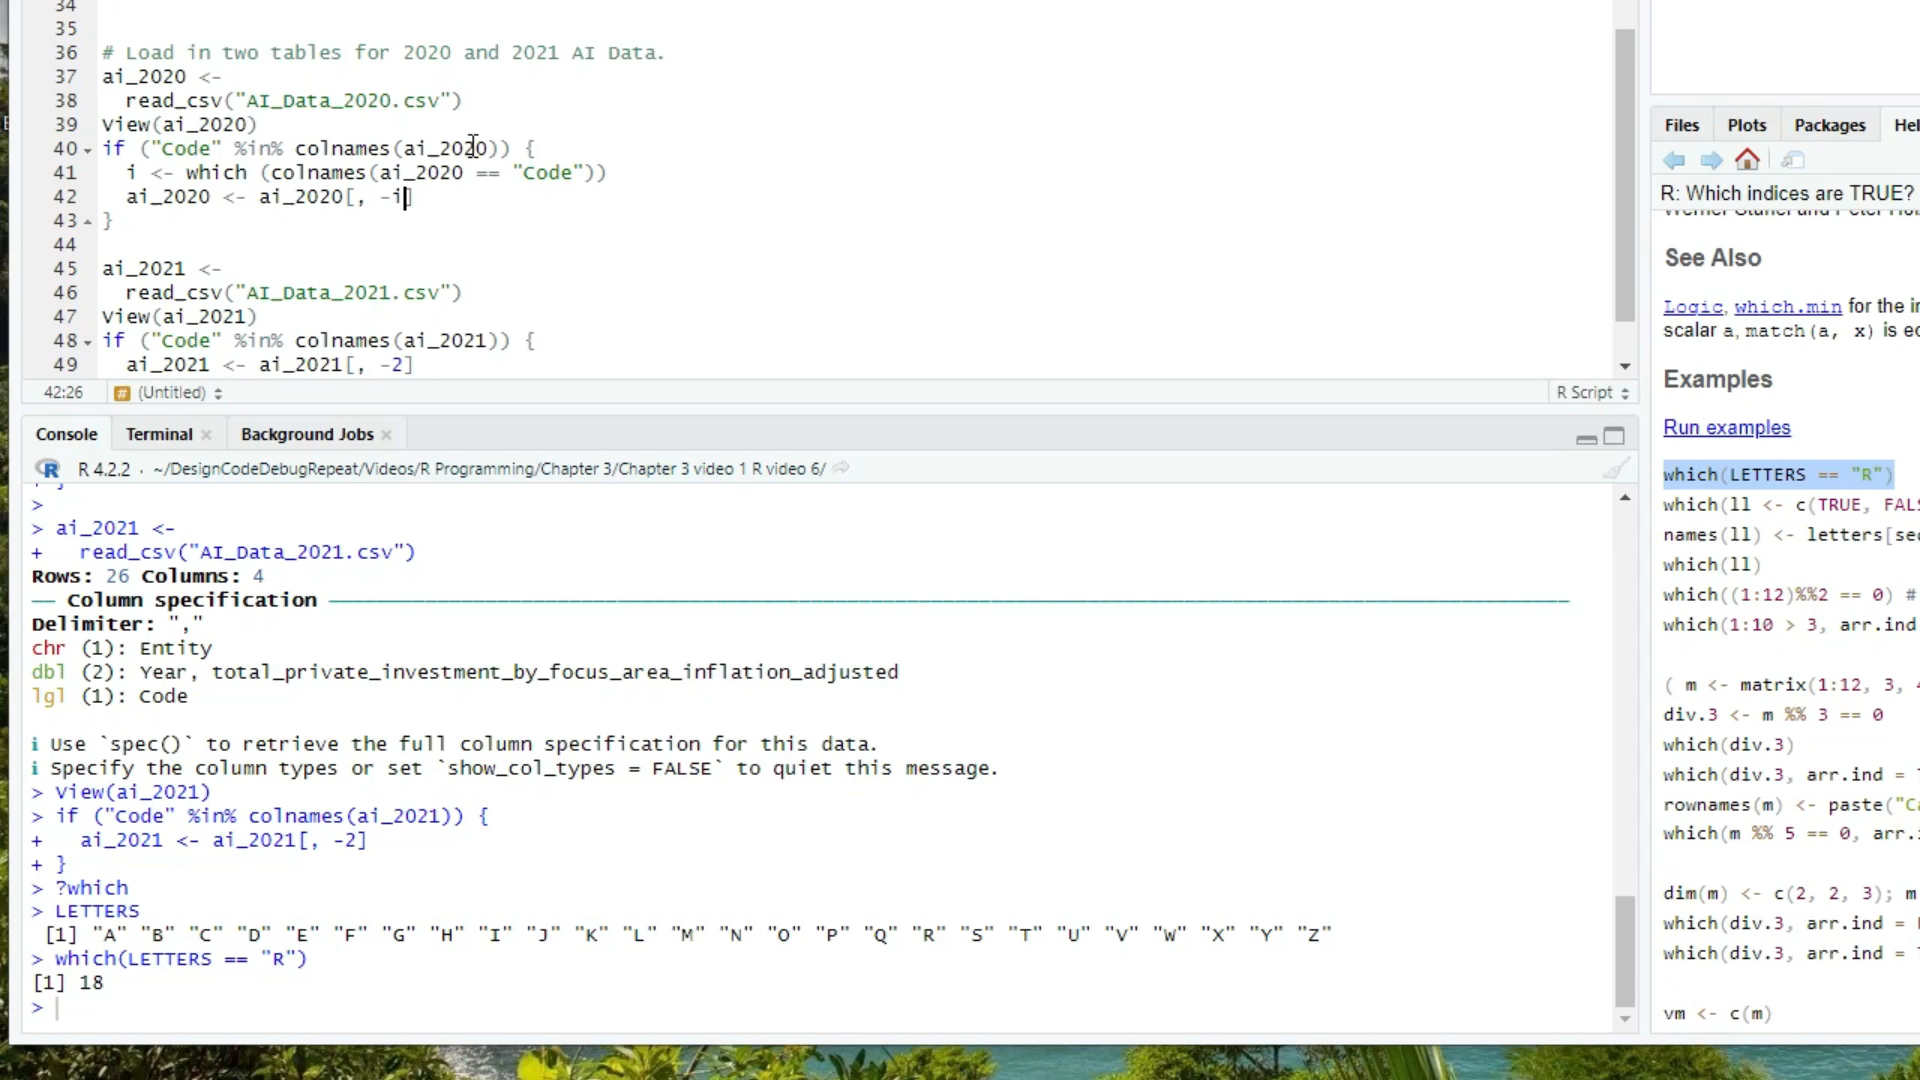 34
35
36 # Load in two tables for 2020 and 2021 AI Data.
37 ai_2020 <-
38 read_csv("AI_Data_2020.csv")
39 View(ai_2020)
40 if ("Code" %in% colnames(ai_2020)) {
41 i <- which (colnames(ai_2020 == "Code"))
42 ai_2020 <- ai_2020[, -i]
43 }
44
45 ai_2021 <-
46 read_csv("AI_Data_2021.csv")
47 View(ai_2021)
48 if ("Code" %in% colnames(ai_2021)) {
49 ai_2021 <- ai_2021[, -2]
42:26 # (Untitled) R Script
Console Terminal Background Jobs
R R 4.2.2 · ~/DesignCodeDebugRepeat/Videos/R Programming/Chapter 3/Chapter 3 video 1 R video 6/
>
> ai_2021 <-
+ read_csv("AI_Data_2021.csv")
Rows: 26 Columns: 4
── Column specification ──
Delimiter: ","
chr (1): Entity
dbl (2): Year, total_private_investment_by_focus_area_inflation_adjusted
lgl (1): Code
i Use `spec()` to retrieve the full column specification for this data.
i Specify the column types or set `show_col_types = FALSE` to quiet this message.
> View(ai_2021)
> if ("Code" %in% colnames(ai_2021)) {
+ ai_2021 <- ai_2021[, -2]
+ }
> ?which
> LETTERS
[1] "A" "B" "C" "D" "E" "F" "G" "H" "I" "J" "K" "L" "M" "N" "O" "P" "Q" "R" "S" "T" "U" "V" "W" "X" "Y" "Z"
> which(LETTERS == "R")
[1] 18
>
Files Plots Packages Hel
R: Which indices are TRUE?
See Also
Logic, which.min for the i
scalar a, match(a, x) is e
Examples
Run examples
which(LETTERS == "R")
which(ll <- c(TRUE, FALS
names(ll) <- letters[se
which(ll)
which((1:12)%%2 == 0) #
which(1:10 > 3, arr.ind
( m <- matrix(1:12, 3, 4
div.3 <- m %% 3 == 0
which(div.3)
which(div.3, arr.ind =
rownames(m) <- paste("Ca
which(m %% 5 == 0, arr.
dim(m) <- c(2, 2, 3); m
which(div.3, arr.ind =
which(div.3, arr.ind =
vm <- c(m)